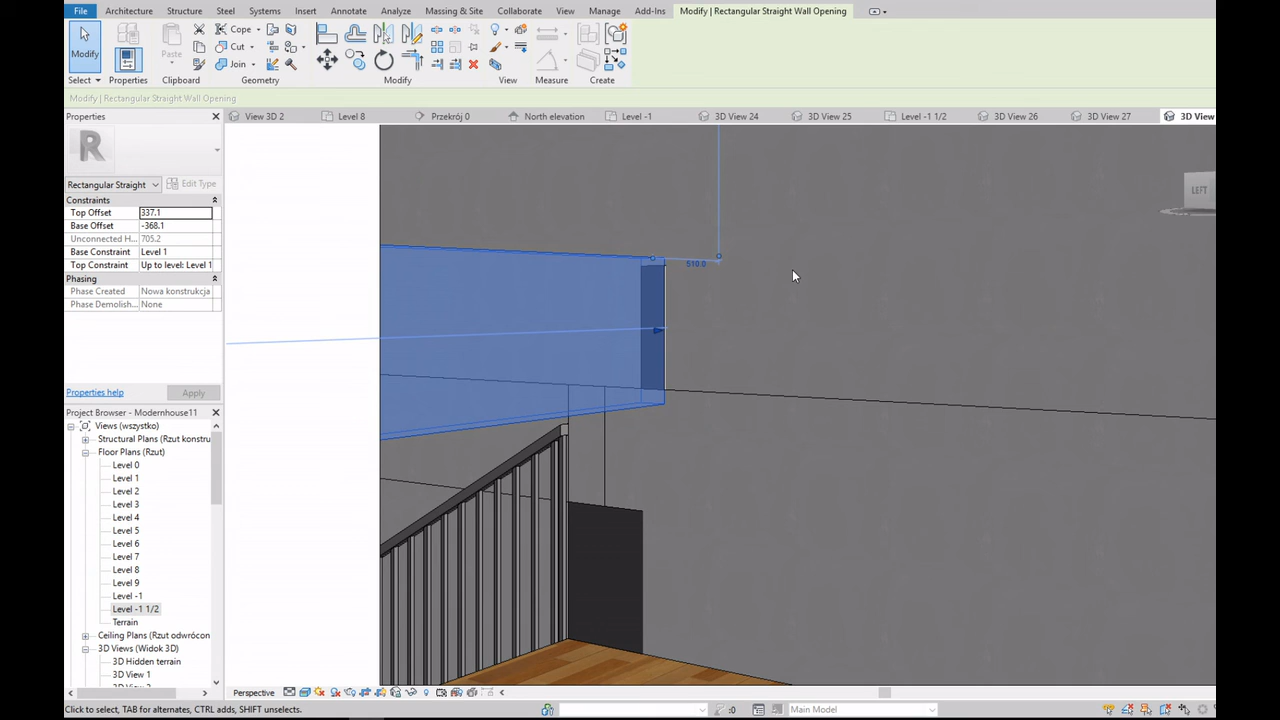 File Architecture Structure Steel Systems Insert Annotate Analyze Massing & Site Collaborate View Manage Add-Ins Modify | Rectangular Straight Wall Opening
Modify Paste Cope Cut Join
Select Properties Clipboard Geometry Modify View Measure Create
Modify | Rectangular Straight Wall Opening
Properties View 3D 2 Level 8 Przekrój 0 North elevation Level -1 3D View 24 3D View 25 Level -1 1/2 3D View 26 3D View 27 3D View
R
Rectangular Straight Edit Type
Constraints
Top Offset 337.1
Base Offset -368.1
Unconnected H... 705.2
Base Constraint Level 1
Top Constraint Up to level: Level 1
Phasing
Phase Created Nowa konstrukcja
Phase Demolish... None
Properties help Apply
Project Browser - Modernhouse11
Views (wszystko)
Structural Plans (Rzut konstru
Floor Plans (Rzut)
Level 0
Level 1
Level 2
Level 3
Level 4
Level 5
Level 6
Level 7
Level 8
Level 9
Level -1
Level -1 1/2
Terrain
Ceiling Plans (Rzut odwrócon
3D Views (Widok 3D)
3D Hidden terrain
3D View 1
510.0
LEFT
Perspective
Click to select, TAB for alternates, CTRL adds, SHIFT unselects. :0 Main Model